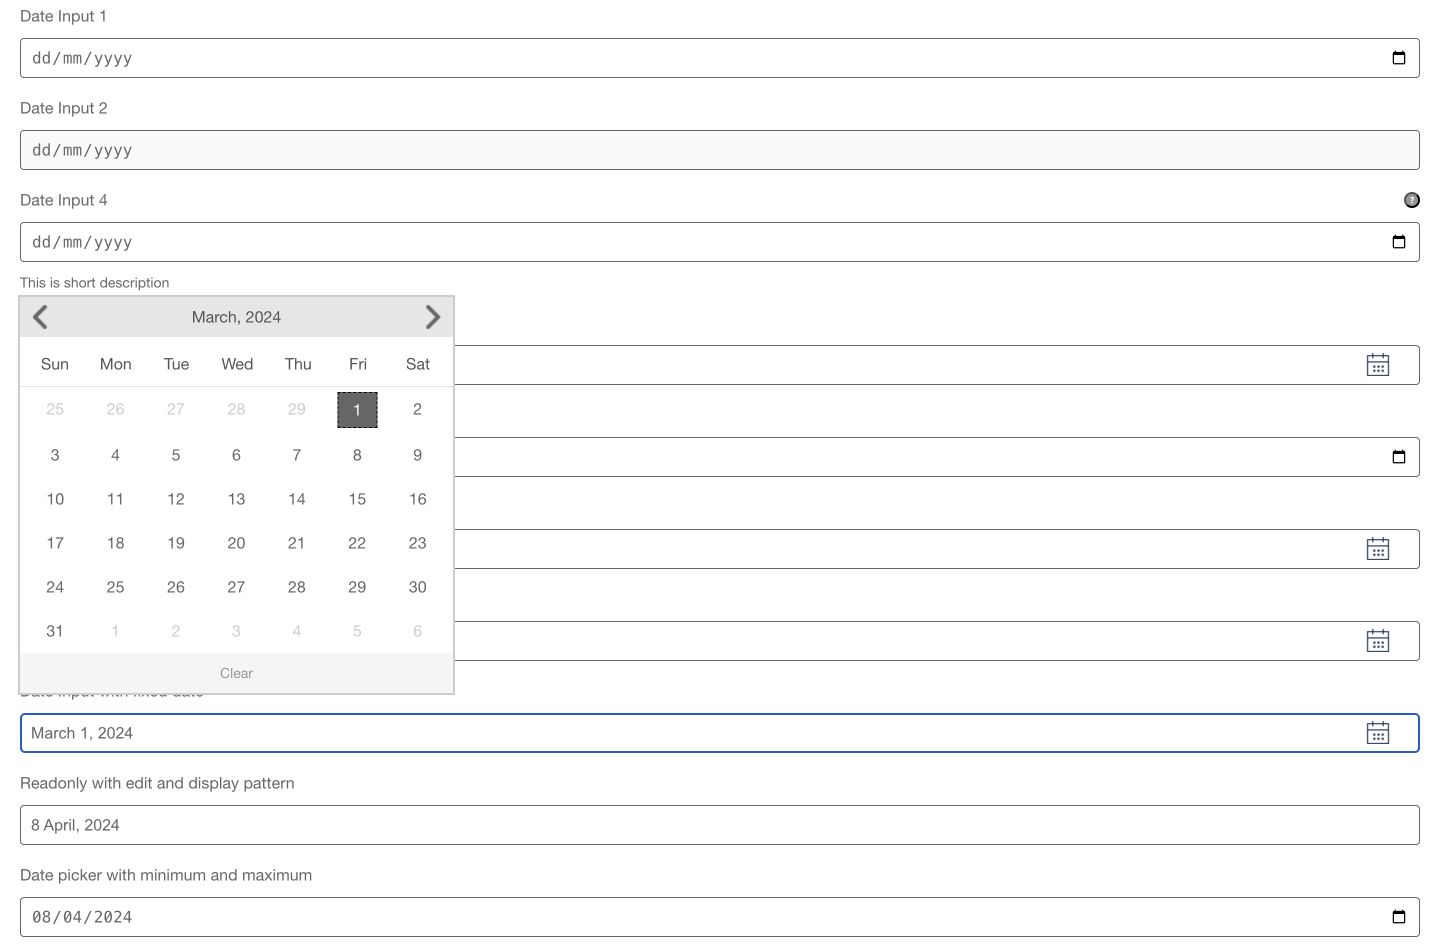 Date Input 1
dd/mm/yyyy
Date Input 2
dd/mm/yyyy
Date Input 4
?
dd/mm/yyyy
This is short description
March, 2024
Sun Mon Tue Wed Thu Fri Sat
25 26 27 28 29 1 2
3 4 5 6 7 8 9
10 11 12 13 14 15 16
17 18 19 20 21 22 23
24 25 26 27 28 29 30
31 1 2 3 4 5 6
Clear
Date input with fixed date
March 1, 2024
Readonly with edit and display pattern
8 April, 2024
Date picker with minimum and maximum
08/04/2024